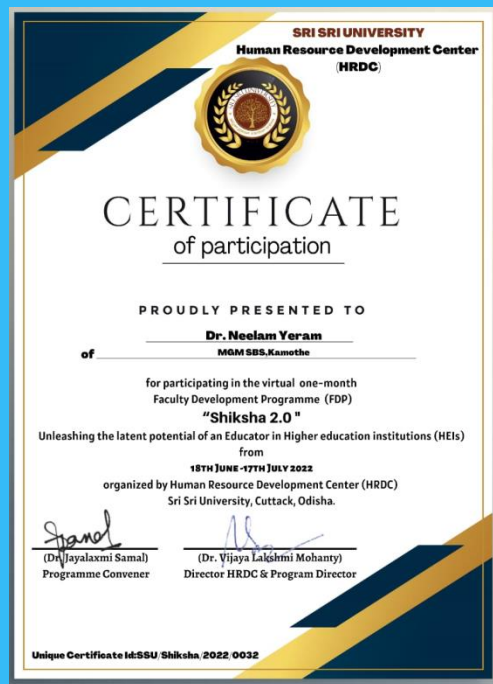 SRI SRI UNIVERSITY
Human Resource Development Center
(HRDC)
SRI SRI UNIVERSITY
CERTIFICATE
of participation
PROUDLY PRESENTED TO
Dr. Neelam Yeram
of MGM SBS,Kamothe
for participating in the virtual one-month
Faculty Development Programme (FDP)
“Shiksha 2.0 "
Unleashing the latent potential of an Educator in Higher education institutions (HEIs)
from
18TH JUNE -17TH JULY 2022
organized by Human Resource Development Center (HRDC)
Sri Sri University, Cuttack, Odisha.
(Dr. Jayalaxmi Samal) (Dr. Vijaya Lakshmi Mohanty)
Programme Convener Director HRDC & Program Director
Unique Certificate Id:SSU/Shiksha/2022/0032